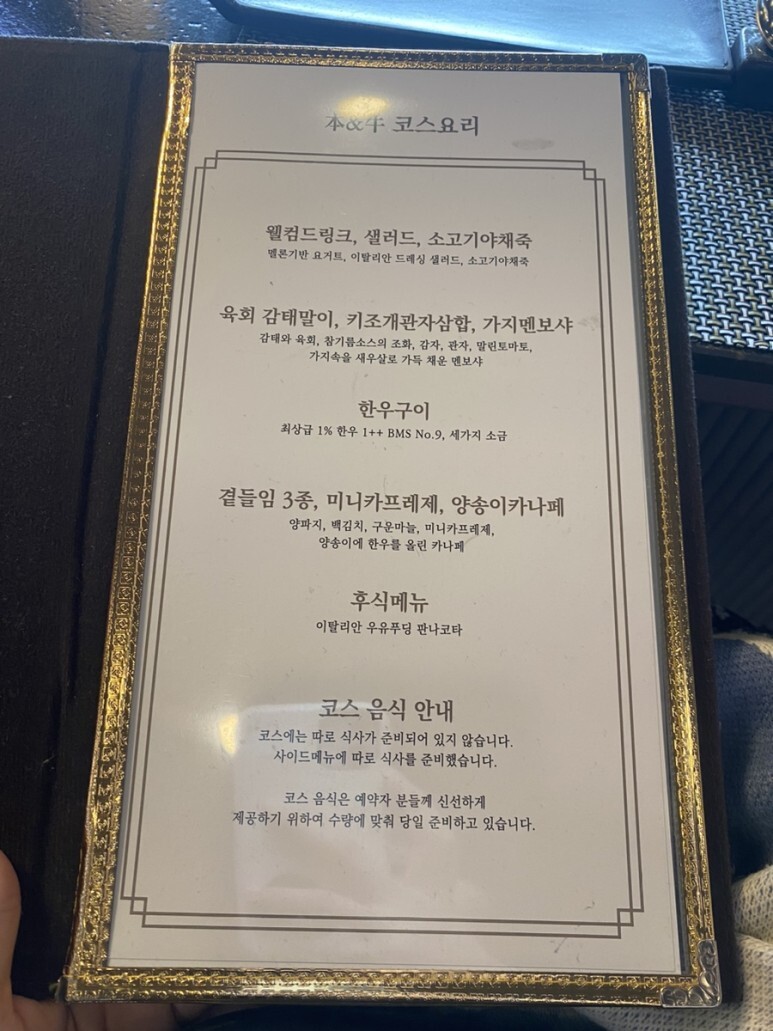 本&牛 코스요리
웰컴드링크, 샐러드, 소고기야채죽
멜론기반 요거트, 이탈리안 드레싱 샐러드, 소고기야채죽
육회 감태말이, 키조개관자삼합, 가지멘보샤
감태와 육회, 참기름소스의 조화, 감자, 관자, 말린토마토,
가지속을 새우살로 가득 채운 멘보샤
한우구이
최상급 1% 한우 1++ BMS No.9, 세가지 소금
곁들임 3종, 미니카프레제, 양송이카나페
양파지, 백김치, 구운마늘, 미니카프레제,
양송이에 한우를 올린 카나페
후식메뉴
이탈리안 우유푸딩 판나코타
코스 음식 안내
코스에는 따로 식사가 준비되어 있지 않습니다.
사이드메뉴에 따로 식사를 준비했습니다.
코스 음식은 예약자 분들께 신선하게
제공하기 위하여 수량에 맞춰 당일 준비하고 있습니다.